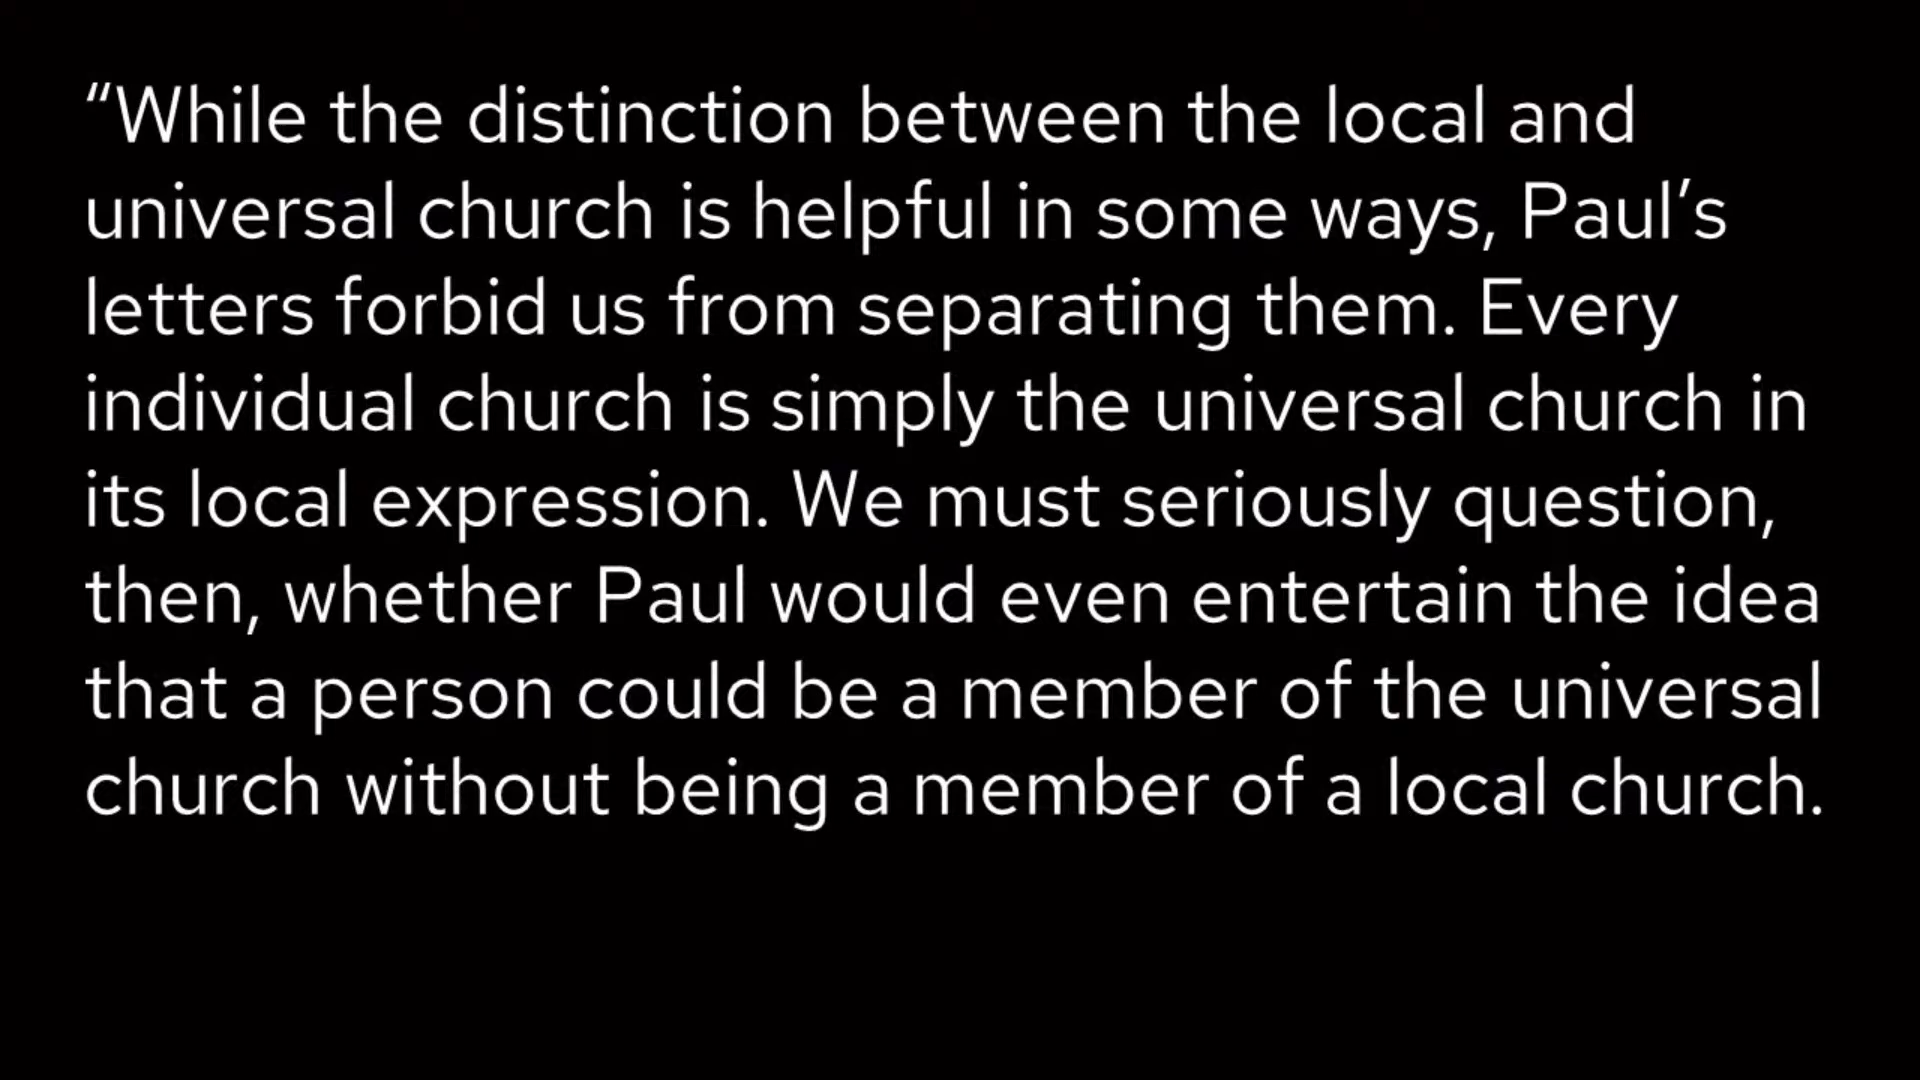 “While the distinction between the local and
universal church is helpful in some ways, Paul’s
letters forbid us from separating them. Every
individual church is simply the universal church in
its local expression. We must seriously question,
then, whether Paul would even entertain the idea
that a person could be a member of the universal
church without being a member of a local church.